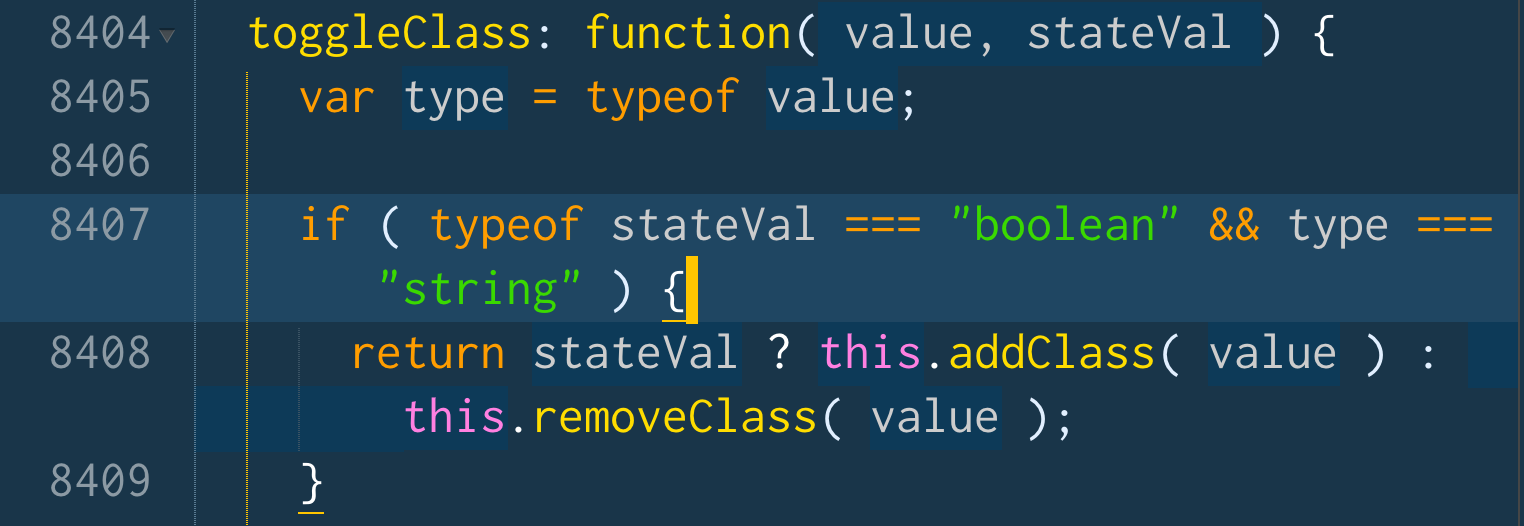 8404 toggleClass: function( value, stateVal ) {
8405 var type = typeof value;
8406
8407 if ( typeof stateVal === "boolean" && type ===
"string" ) {
8408 return stateVal ? this.addClass( value ) :
this.removeClass( value );
8409 }